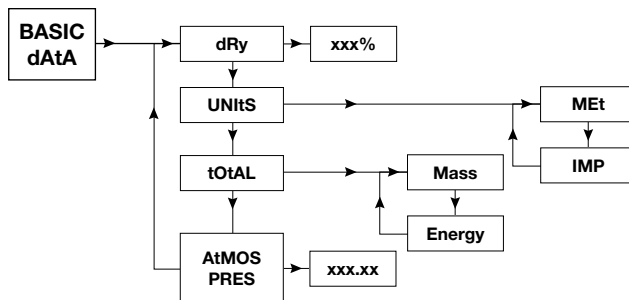 BASIC
dAtA
dRy
xxx%
UNItS
MEt
IMP
tOtAL
Mass
Energy
AtMOS
PRES
xxx.xx